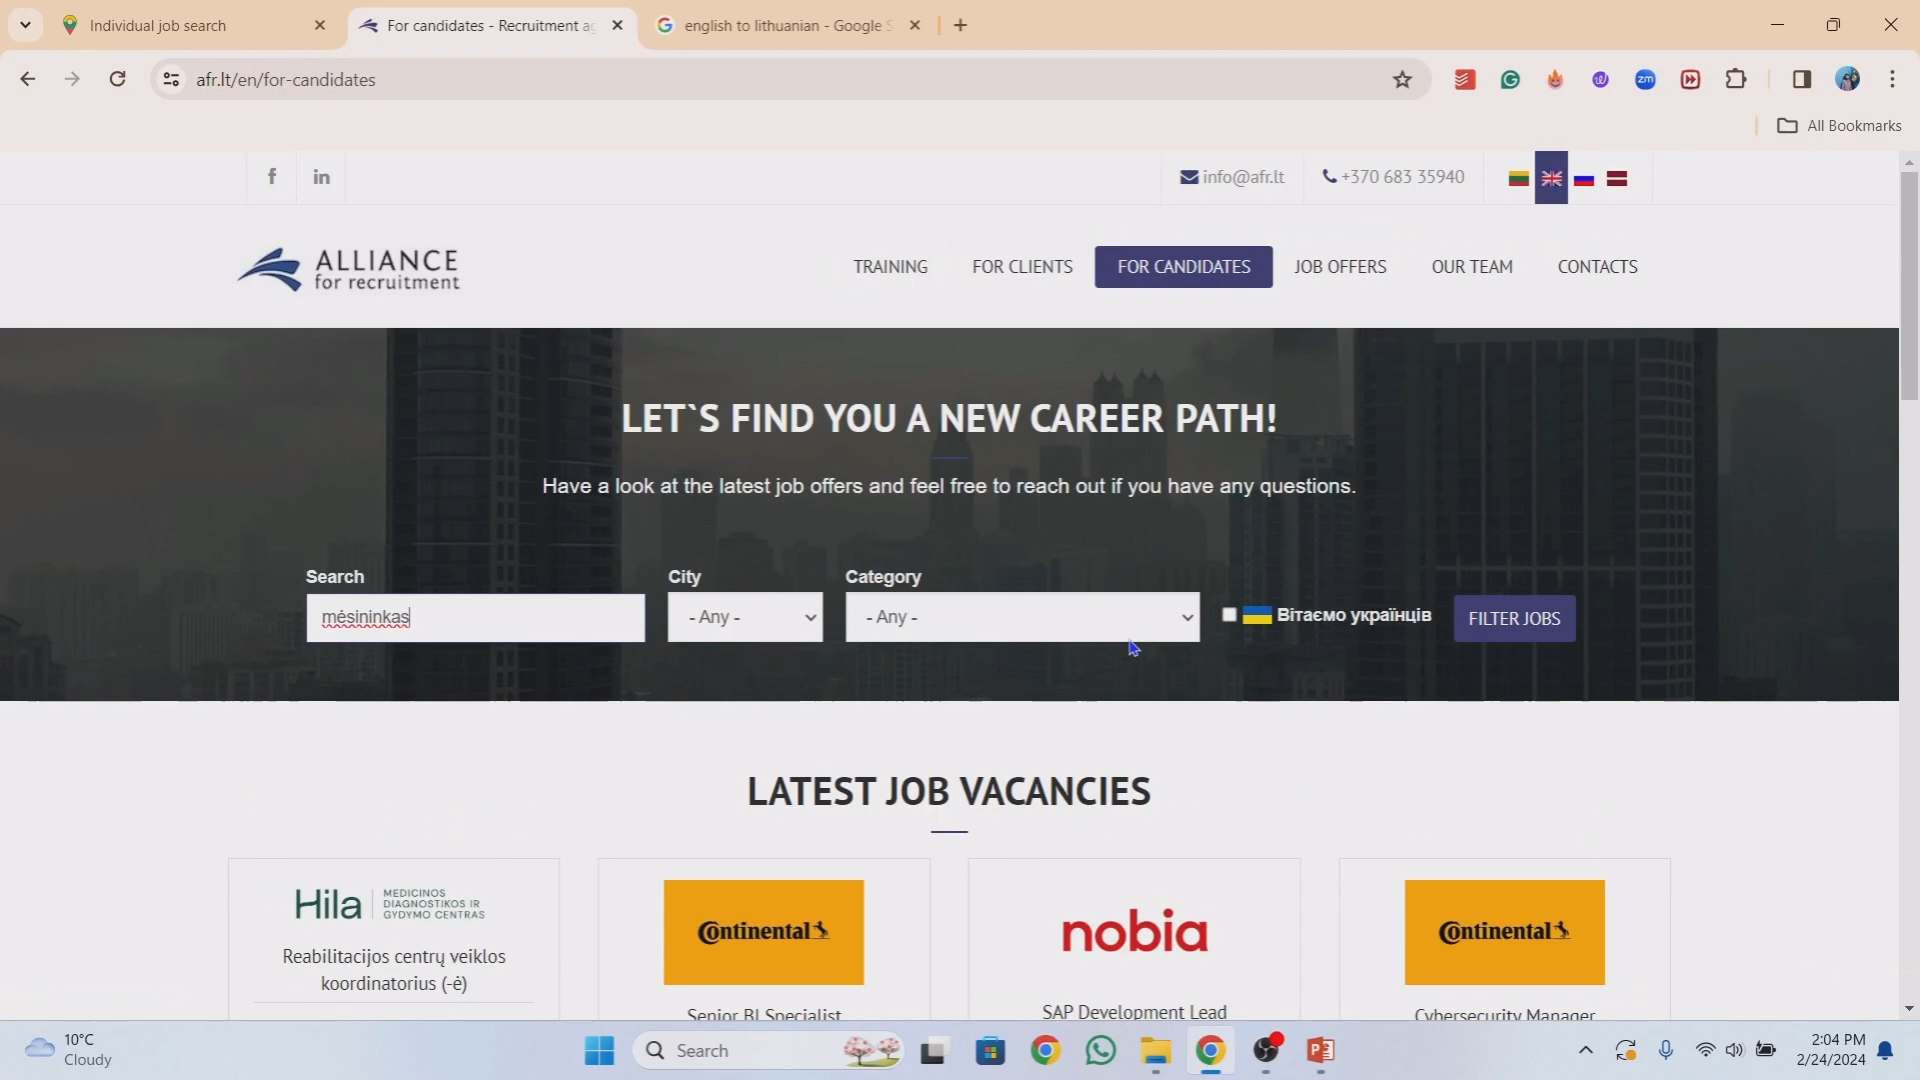 Individual job search
For candidates - Recruitment ag
english to lithuanian - Google S
afr.lt/en/for-candidates
zm
All Bookmarks
f
in
info@afr.lt
+370 683 35940
ALLIANCE
for recruitment
TRAINING
FOR CLIENTS
FOR CANDIDATES
JOB OFFERS
OUR TEAM
CONTACTS
LET`S FIND YOU A NEW CAREER PATH!
Have a look at the latest job offers and feel free to reach out if you have any questions.
Search
City
Category
mėsininkas
- Any -
- Any -
Вітаємо українців
FILTER JOBS
LATEST JOB VACANCIES
Hila
MEDICINOS
DIAGNOSTIKOS IR
GYDYMO CENTRAS
Reabilitacijos centrų veiklos
koordinatorius (-ė)
Continental
Senior BI Specialist
nobia
SAP Development Lead
Continental
Cybersecurity Manager
10°C
Cloudy
Search
2:04 PM
2/24/2024